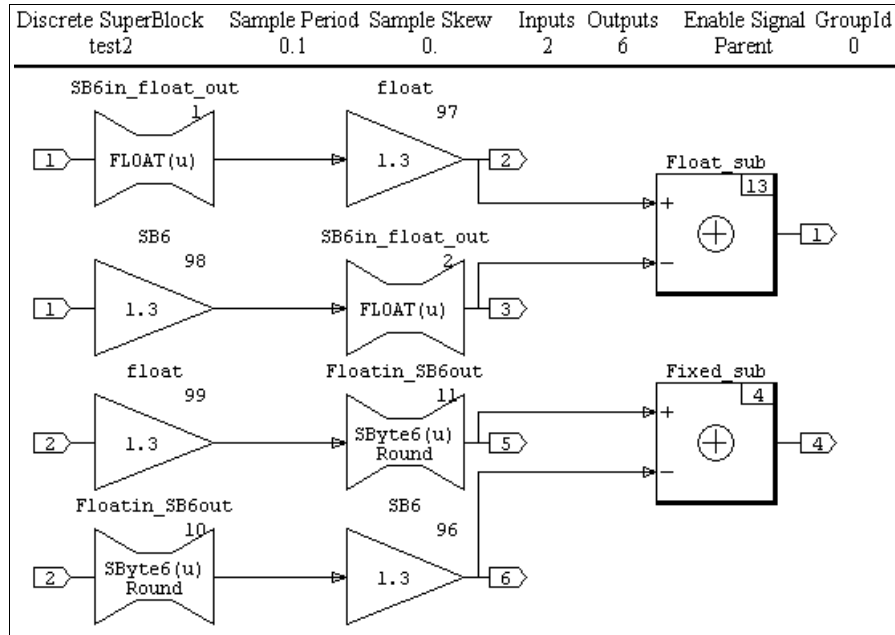 Discrete SuperBlock Sample Period Sample Skew Inputs Outputs Enable Signal GroupId
test2 0.1 0. 2 6 Parent 0
SB6in_float_out float
1 97
1 FLOAT(u) 1.3 2
Float_sub
13
+
1
SB6 SB6in_float_out
98 2
−
1 1.3 FLOAT(u) 3
float Floatin_SB6out Fixed_sub
99 11 4
+
2 1.3 SByte6(u) 5 4
Round
−
Floatin_SB6out SB6
10 96
2 SByte6(u) 1.3 6
Round